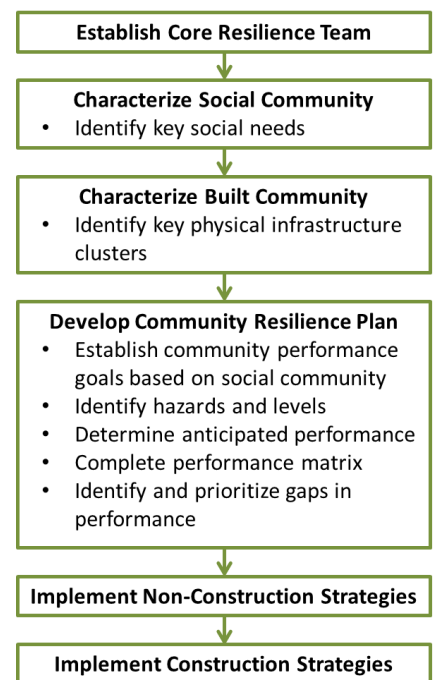 Establish Core Resilience Team
Characterize Social Community
• Identify key social needs
Characterize Built Community
• Identify key physical infrastructure
clusters
Develop Community Resilience Plan
• Establish community performance
goals based on social community
• Identify hazards and levels
• Determine anticipated performance
• Complete performance matrix
• Identify and prioritize gaps in
performance
Implement Non-Construction Strategies
Implement Construction Strategies